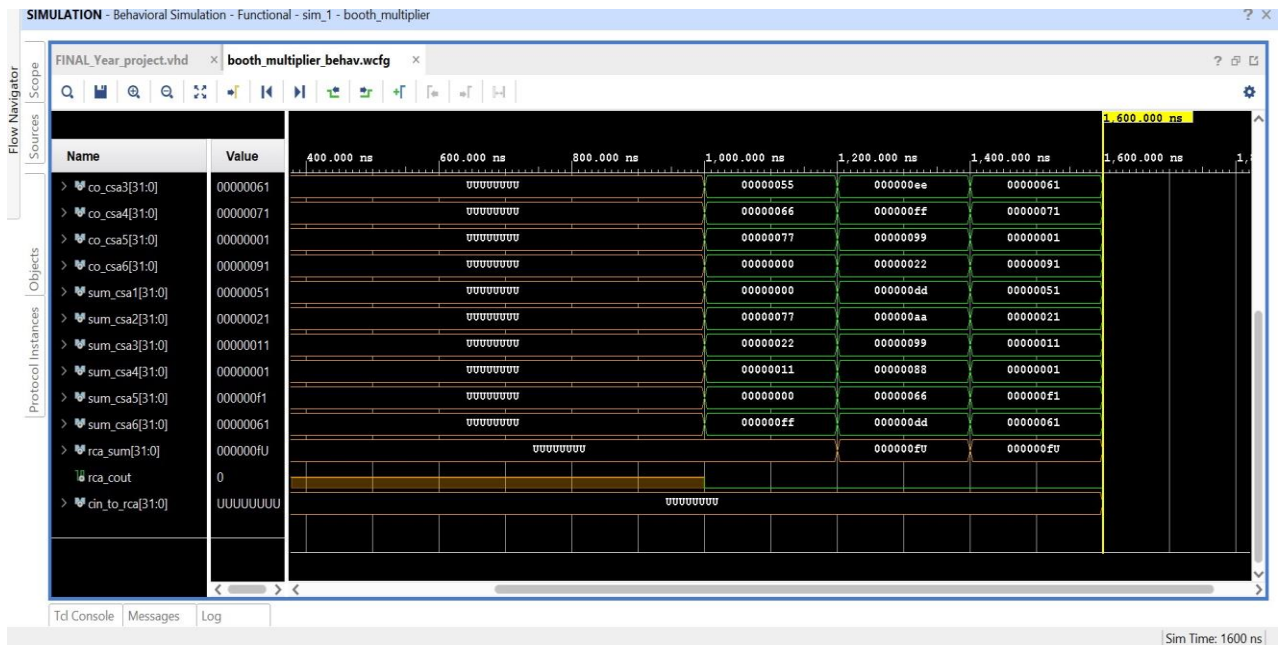 SIMULATION - Behavioral Simulation - Functional - sim_1 - booth_multiplier ? ×
Flow Navigator
Scope
Sources
Objects
Protocol Instances
FINAL_Year_project.vhd × booth_multiplier_behav.wcfg × ?
1,600.000 ns
Name Value 400.000 ns 600.000 ns 800.000 ns 1,000.000 ns 1,200.000 ns 1,400.000 ns 1,600.000 ns
co_csa3[31:0] 00000061 UUUUUUUU 00000055 000000ee 00000061
co_csa4[31:0] 00000071 UUUUUUUU 00000066 000000ff 00000071
co_csa5[31:0] 00000001 UUUUUUUU 00000077 00000099 00000001
co_csa6[31:0] 00000091 UUUUUUUU 00000000 00000022 00000091
sum_csa1[31:0] 00000051 UUUUUUUU 00000000 000000dd 00000051
sum_csa2[31:0] 00000021 UUUUUUUU 00000077 000000aa 00000021
sum_csa3[31:0] 00000011 UUUUUUUU 00000022 00000099 00000011
sum_csa4[31:0] 00000001 UUUUUUUU 00000011 00000088 00000001
sum_csa5[31:0] 000000f1 UUUUUUUU 00000000 00000066 000000f1
sum_csa6[31:0] 00000061 UUUUUUUU 000000ff 000000dd 00000061
rca_sum[31:0] 000000fU UUUUUUUU 000000fU 000000fU
rca_cout 0
cin_to_rca[31:0] UUUUUUUU UUUUUUUU
Tcl Console Messages Log
Sim Time: 1600 ns